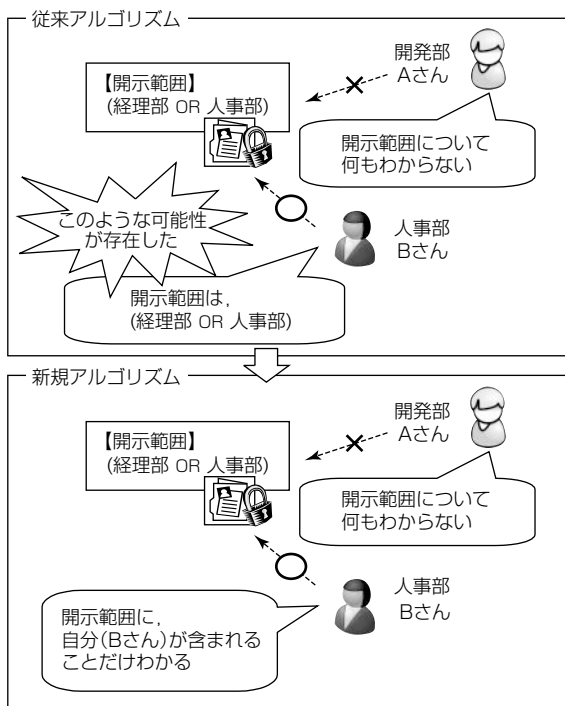 従来アルゴリズム
開発部
Aさん
【開示範囲】
(経理部 OR 人事部)
開示範囲について
何もわからない
このような可能性
が存在した
人事部
Bさん
開示範囲は,
(経理部 OR 人事部)
新規アルゴリズム
開発部
Aさん
【開示範囲】
(経理部 OR 人事部)
開示範囲について
何もわからない
人事部
Bさん
開示範囲に,
自分(Bさん)が含まれる
ことだけわかる